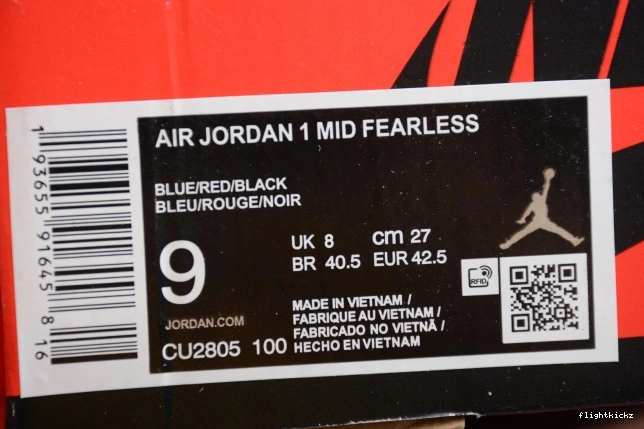 AIR JORDAN 1 MID FEARLESS
BLUE/RED/BLACK
BLEU/ROUGE/NOIR
9
UK 8 cm 27
BR 40.5 EUR 42.5
RFID
MADE IN VIETNAM /
FABRIQUE AU VIETNAM /
FABRICADO NO VIETNÃ /
HECHO EN VIETNAM
JORDAN.COM
CU2805 100
1 93655 91645 8 16
flightkickz